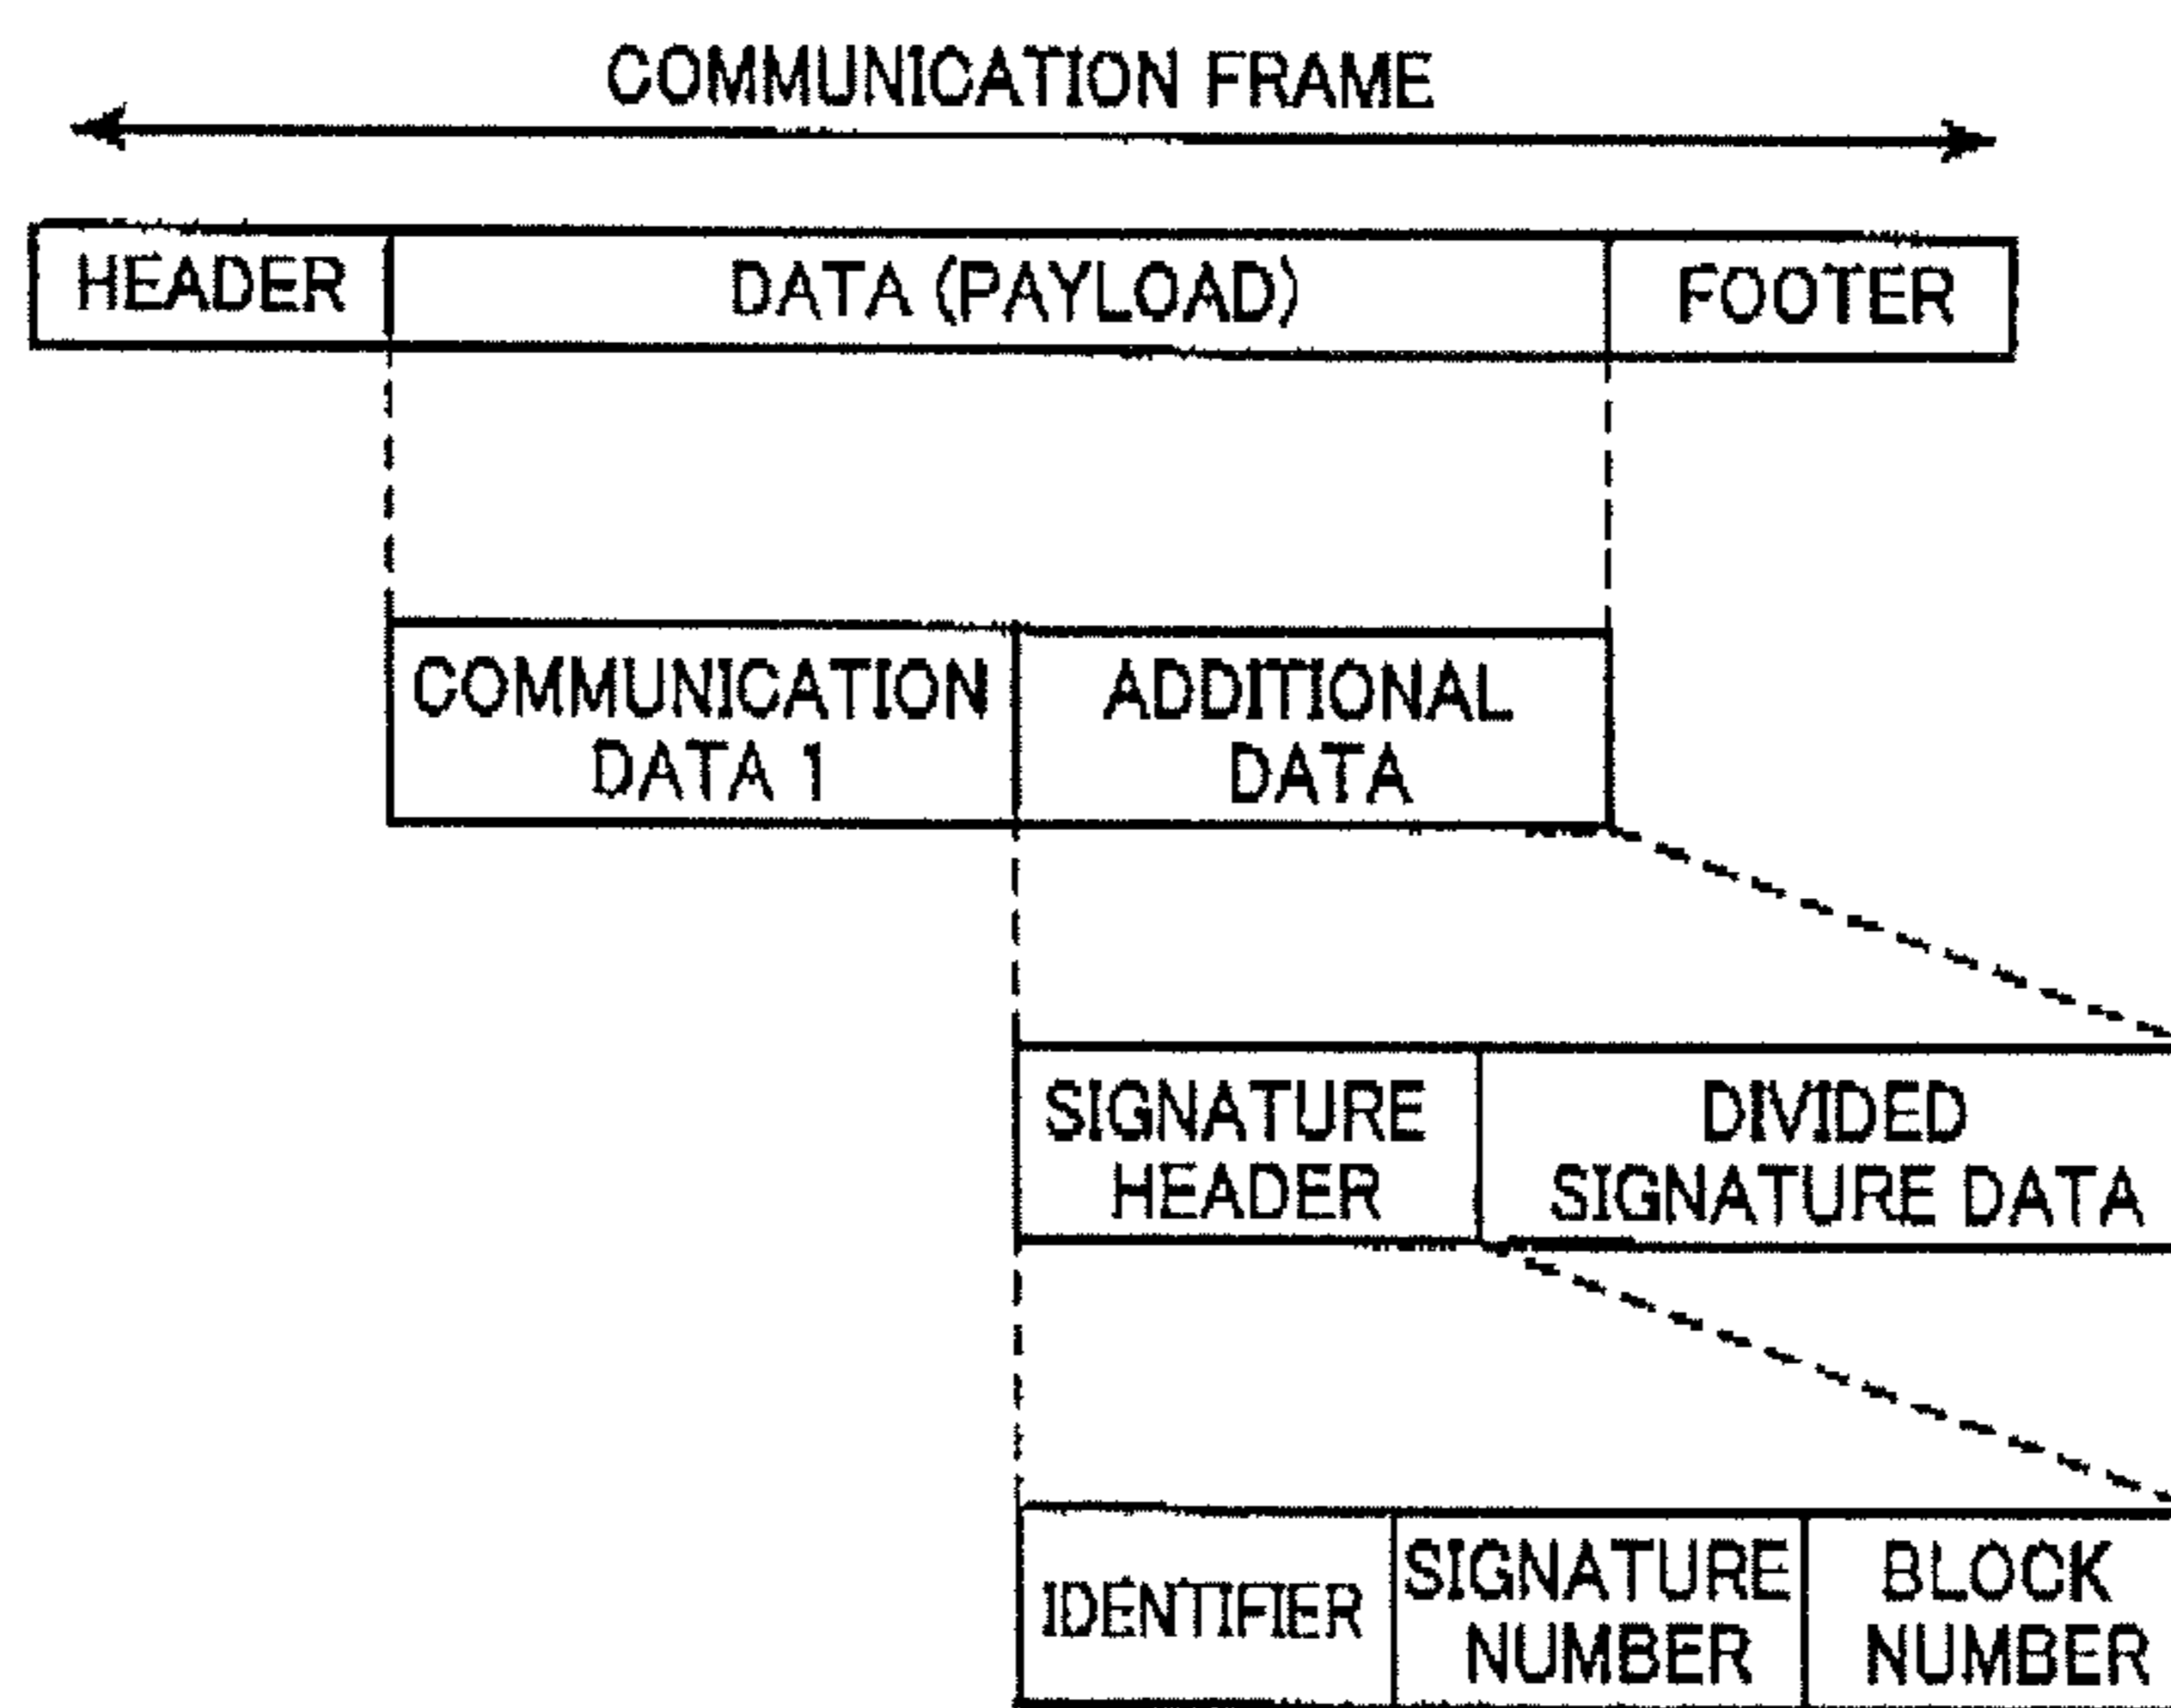 COMMUNICATION FRAME
HEADER
DATA (PAYLOAD)
FOOTER
COMMUNICATION
DATA 1
ADDITIONAL
DATA
SIGNATURE
HEADER
DIVIDED
SIGNATURE DATA
IDENTIFIER
SIGNATURE
NUMBER
BLOCK
NUMBER